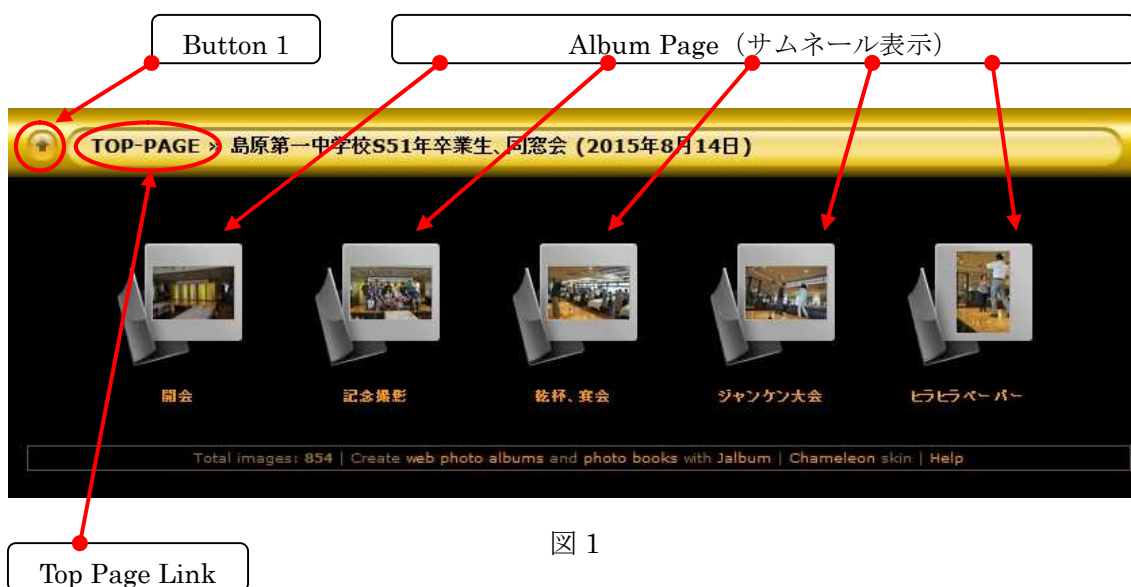 Button 1
Album Page（サムネール表示）
TOP-PAGE » 島原第一中学校S51年卒業生、同窓会 (2015年8月14日)
開会
記念撮影
乾杯、宴会
ジャンケン大会
ヒラヒラペーパー
Total images: 854 | Create web photo albums and photo books with Jalbum | Chameleon skin | Help
図 1
Top Page Link